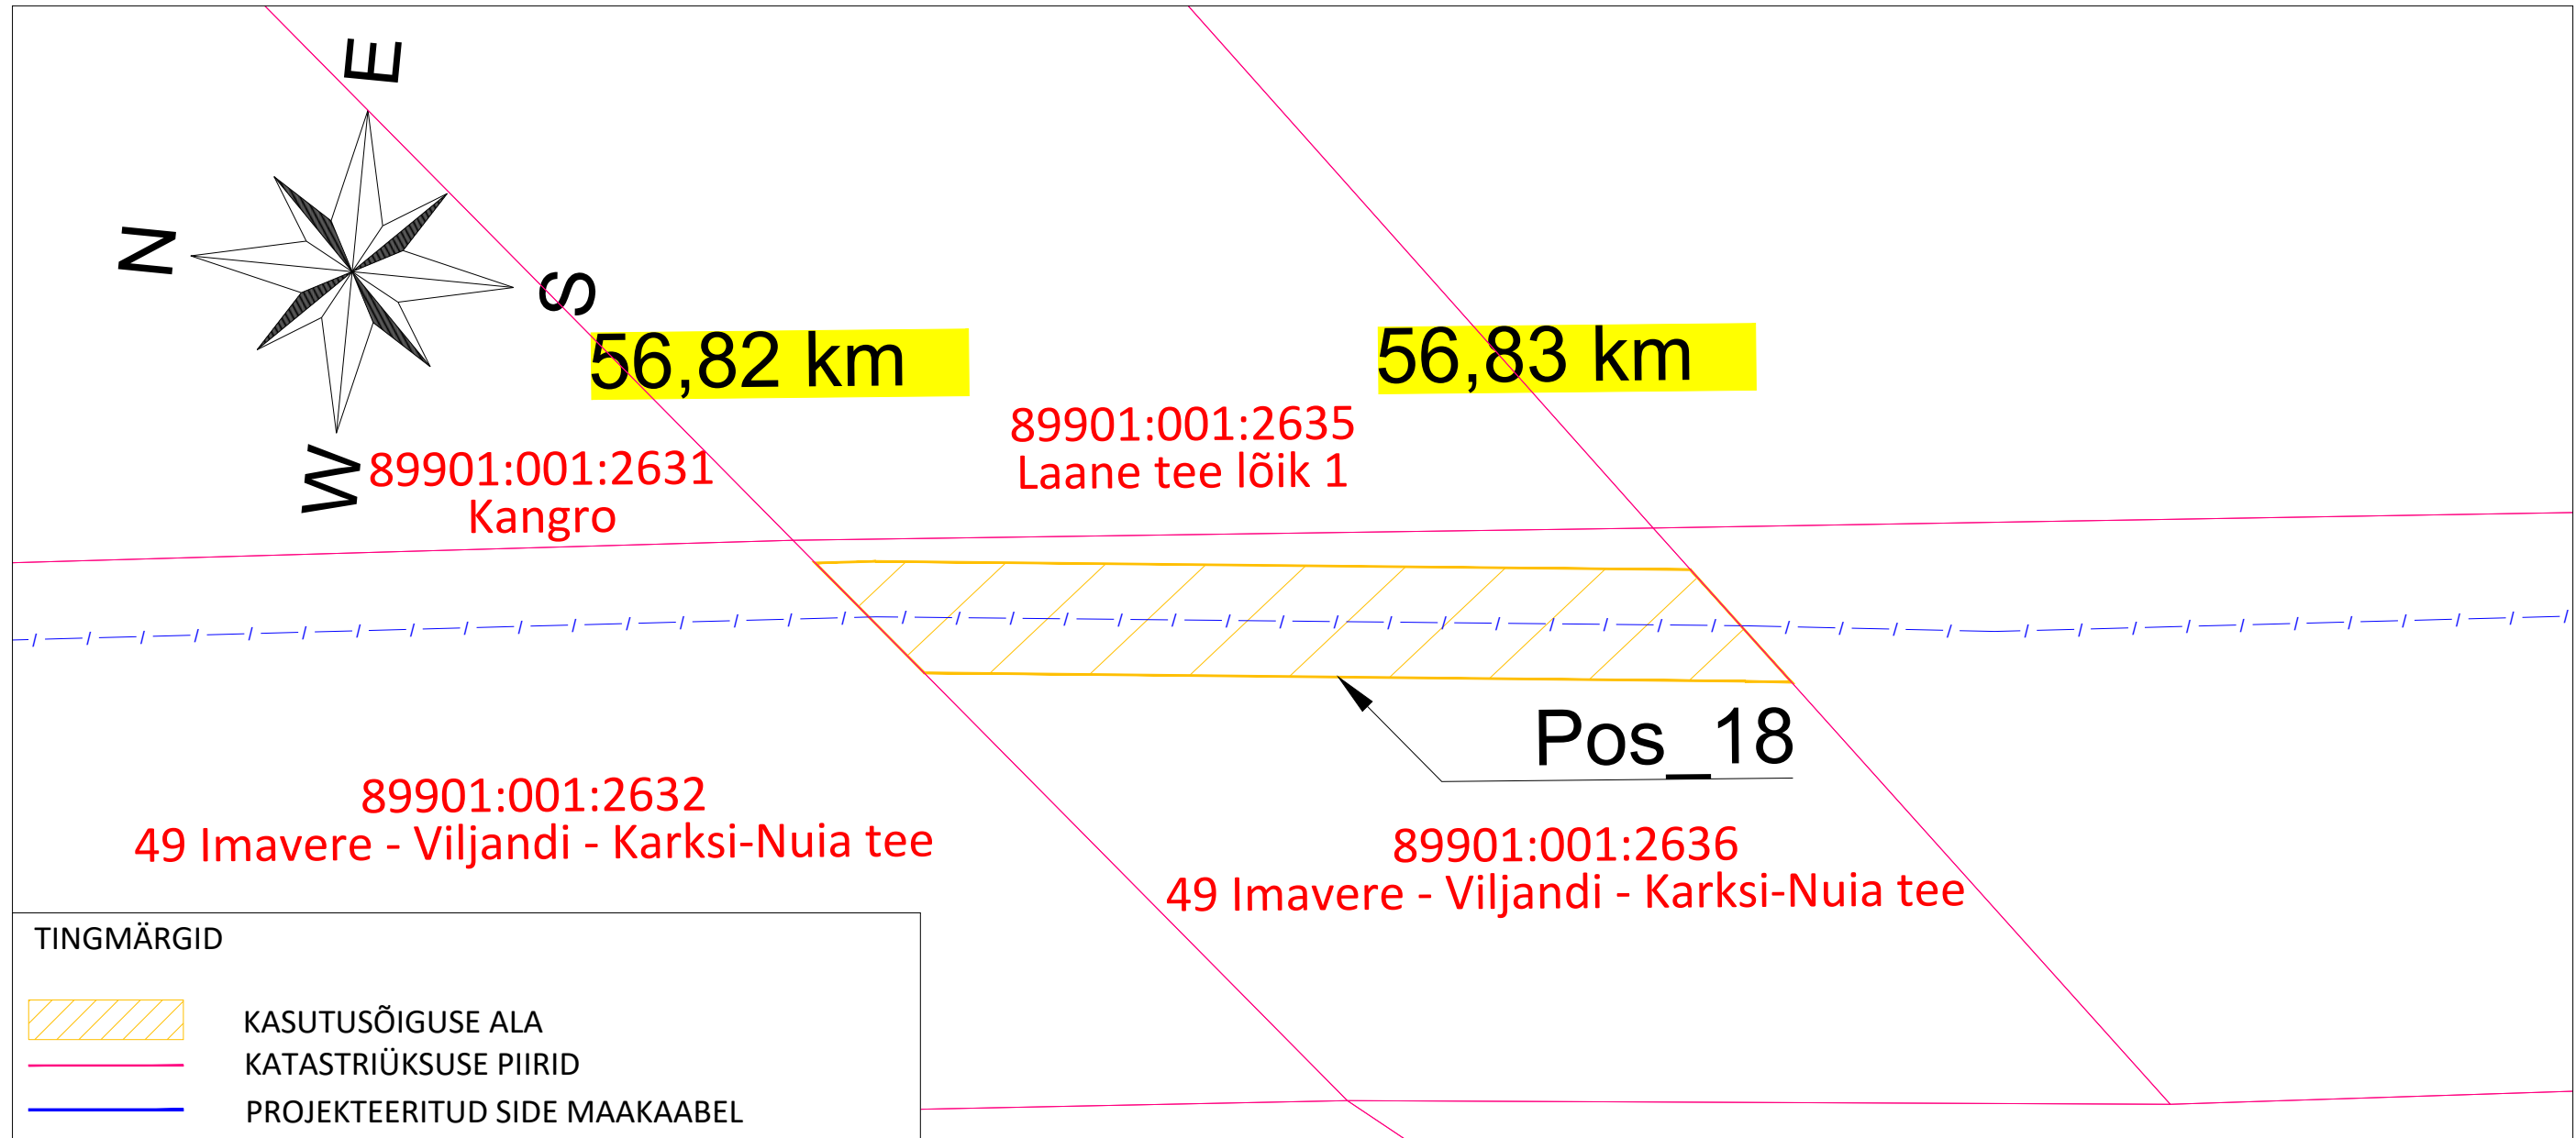 E
N
S
W
56,82 km
56,83 km
89901:001:2635
Laane tee lõik 1
89901:001:2631
Kangro
Pos_18
89901:001:2632
49 Imavere - Viljandi - Karksi-Nuia tee
89901:001:2636
49 Imavere - Viljandi - Karksi-Nuia tee
TINGMÄRGID
KASUTUSÕIGUSE ALA
KATASTRIÜKSUSE PIIRID
PROJEKTEERITUD SIDE MAAKAABEL